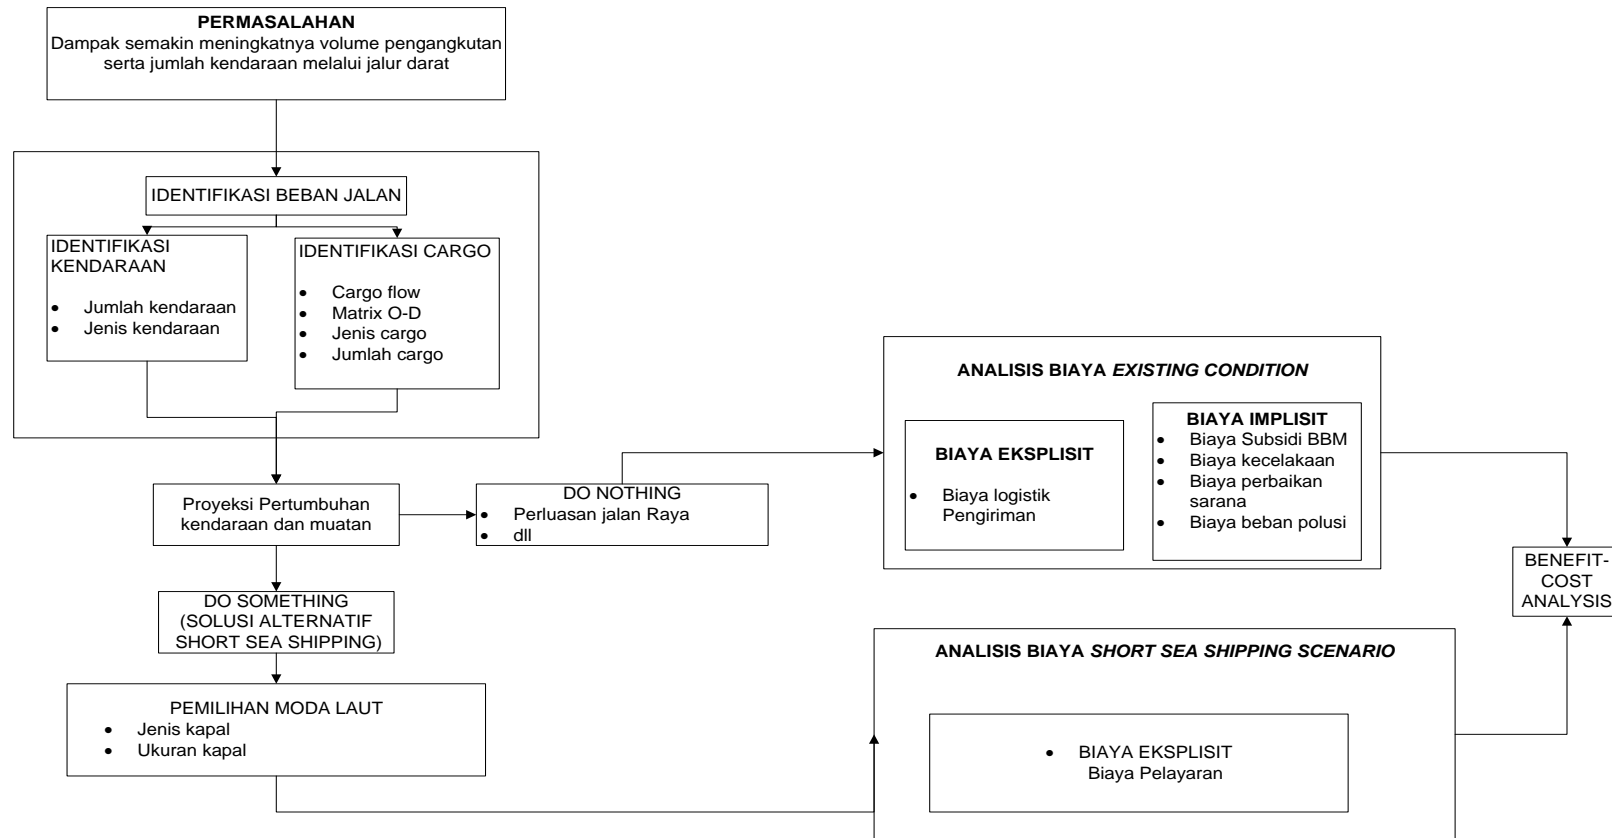 PERMASALAHAN
Dampak semakin meningkatnya volume pengangkutan
serta jumlah kendaraan melalui jalur darat
IDENTIFIKASI BEBAN JALAN
IDENTIFIKASI
KENDARAAN
• Jumlah kendaraan
• Jenis kendaraan
IDENTIFIKASI CARGO
• Cargo flow
• Matrix O-D
• Jenis cargo
• Jumlah cargo
Proyeksi Pertumbuhan
kendaraan dan muatan
DO NOTHING
• Perluasan jalan Raya
• dll
DO SOMETHING
(SOLUSI ALTERNATIF
SHORT SEA SHIPPING)
PEMILIHAN MODA LAUT
• Jenis kapal
• Ukuran kapal
ANALISIS BIAYA EXISTING CONDITION
BIAYA EKSPLISIT
• Biaya logistik
Pengiriman
BIAYA IMPLISIT
• Biaya Subsidi BBM
• Biaya kecelakaan
• Biaya perbaikan
sarana
• Biaya beban polusi
ANALISIS BIAYA SHORT SEA SHIPPING SCENARIO
• BIAYA EKSPLISIT
Biaya Pelayaran
BENEFIT-
COST
ANALYSIS